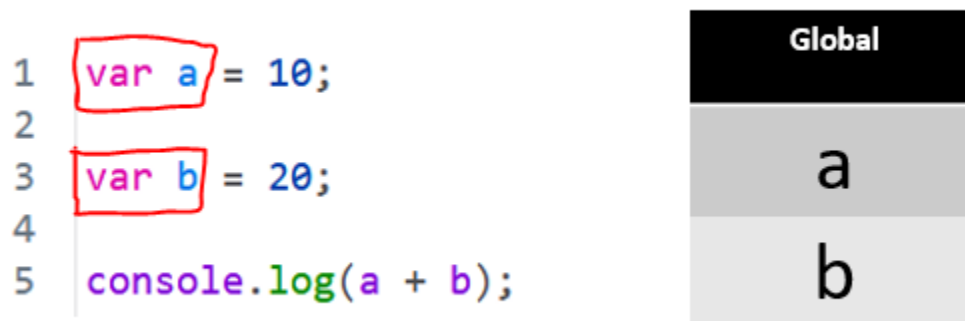 1 var a = 10;
2
3 var b = 20;
4
5 console.log(a + b);
Global
a
b